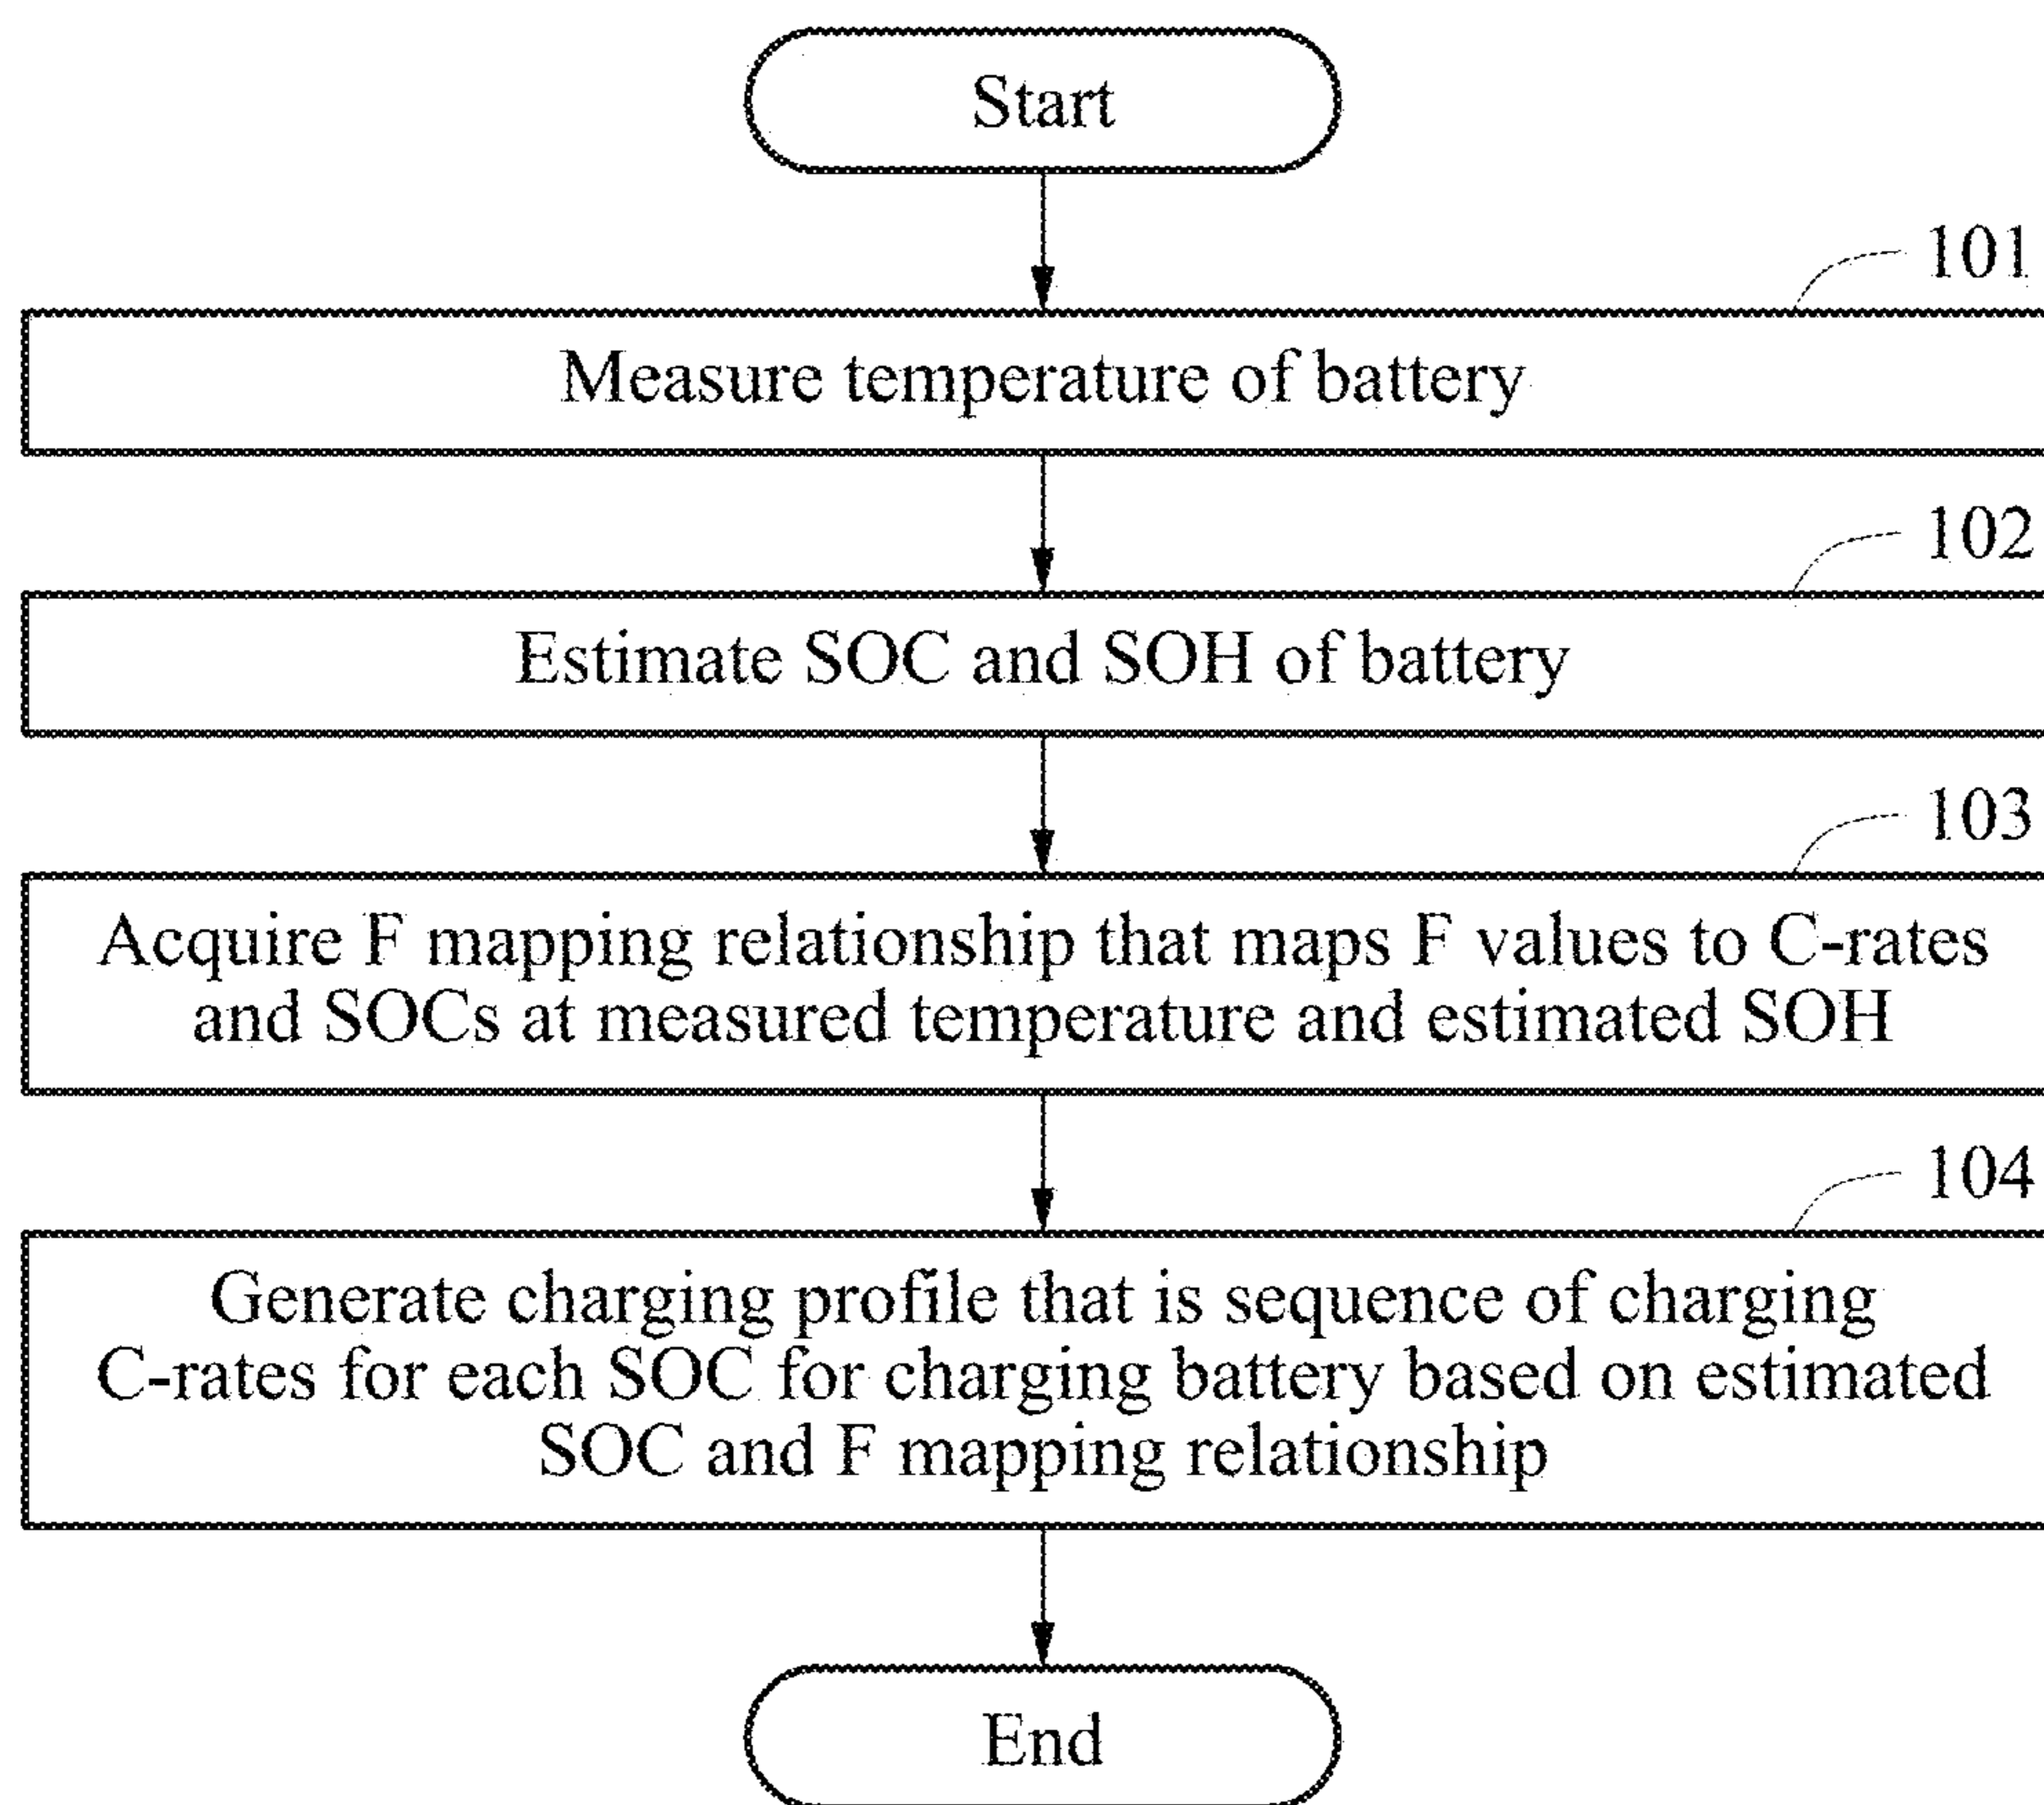 Start
101
Measure temperature of battery
102
Estimate SOC and SOH of battery
103
Acquire F mapping relationship that maps F values to C-rates
and SOCs at measured temperature and estimated SOH
104
Generate charging profile that is sequence of charging
C-rates for each SOC for charging battery based on estimated
SOC and F mapping relationship
End